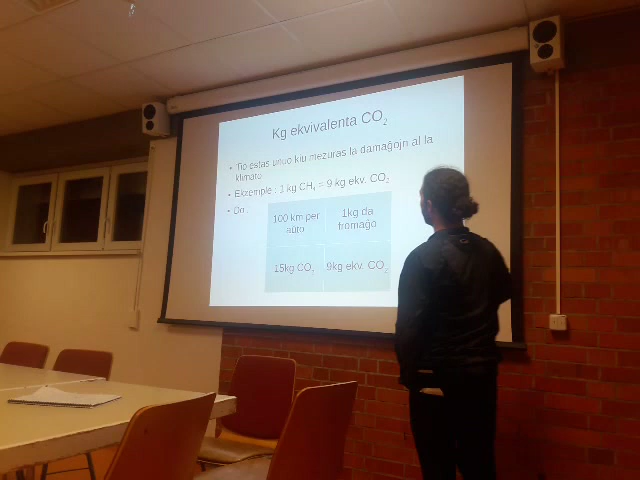 Kg ekvivalenta CO₂
• Tio estas unuo kiu mezuras la damaĝojn al la
klimato
• Ekzemple : 1 kg CH₄ = 9 kg ekv. CO₂
• Do :
100 km per
aŭto
1kg da
fromaĝo
15kg CO₂
9kg ekv. CO₂